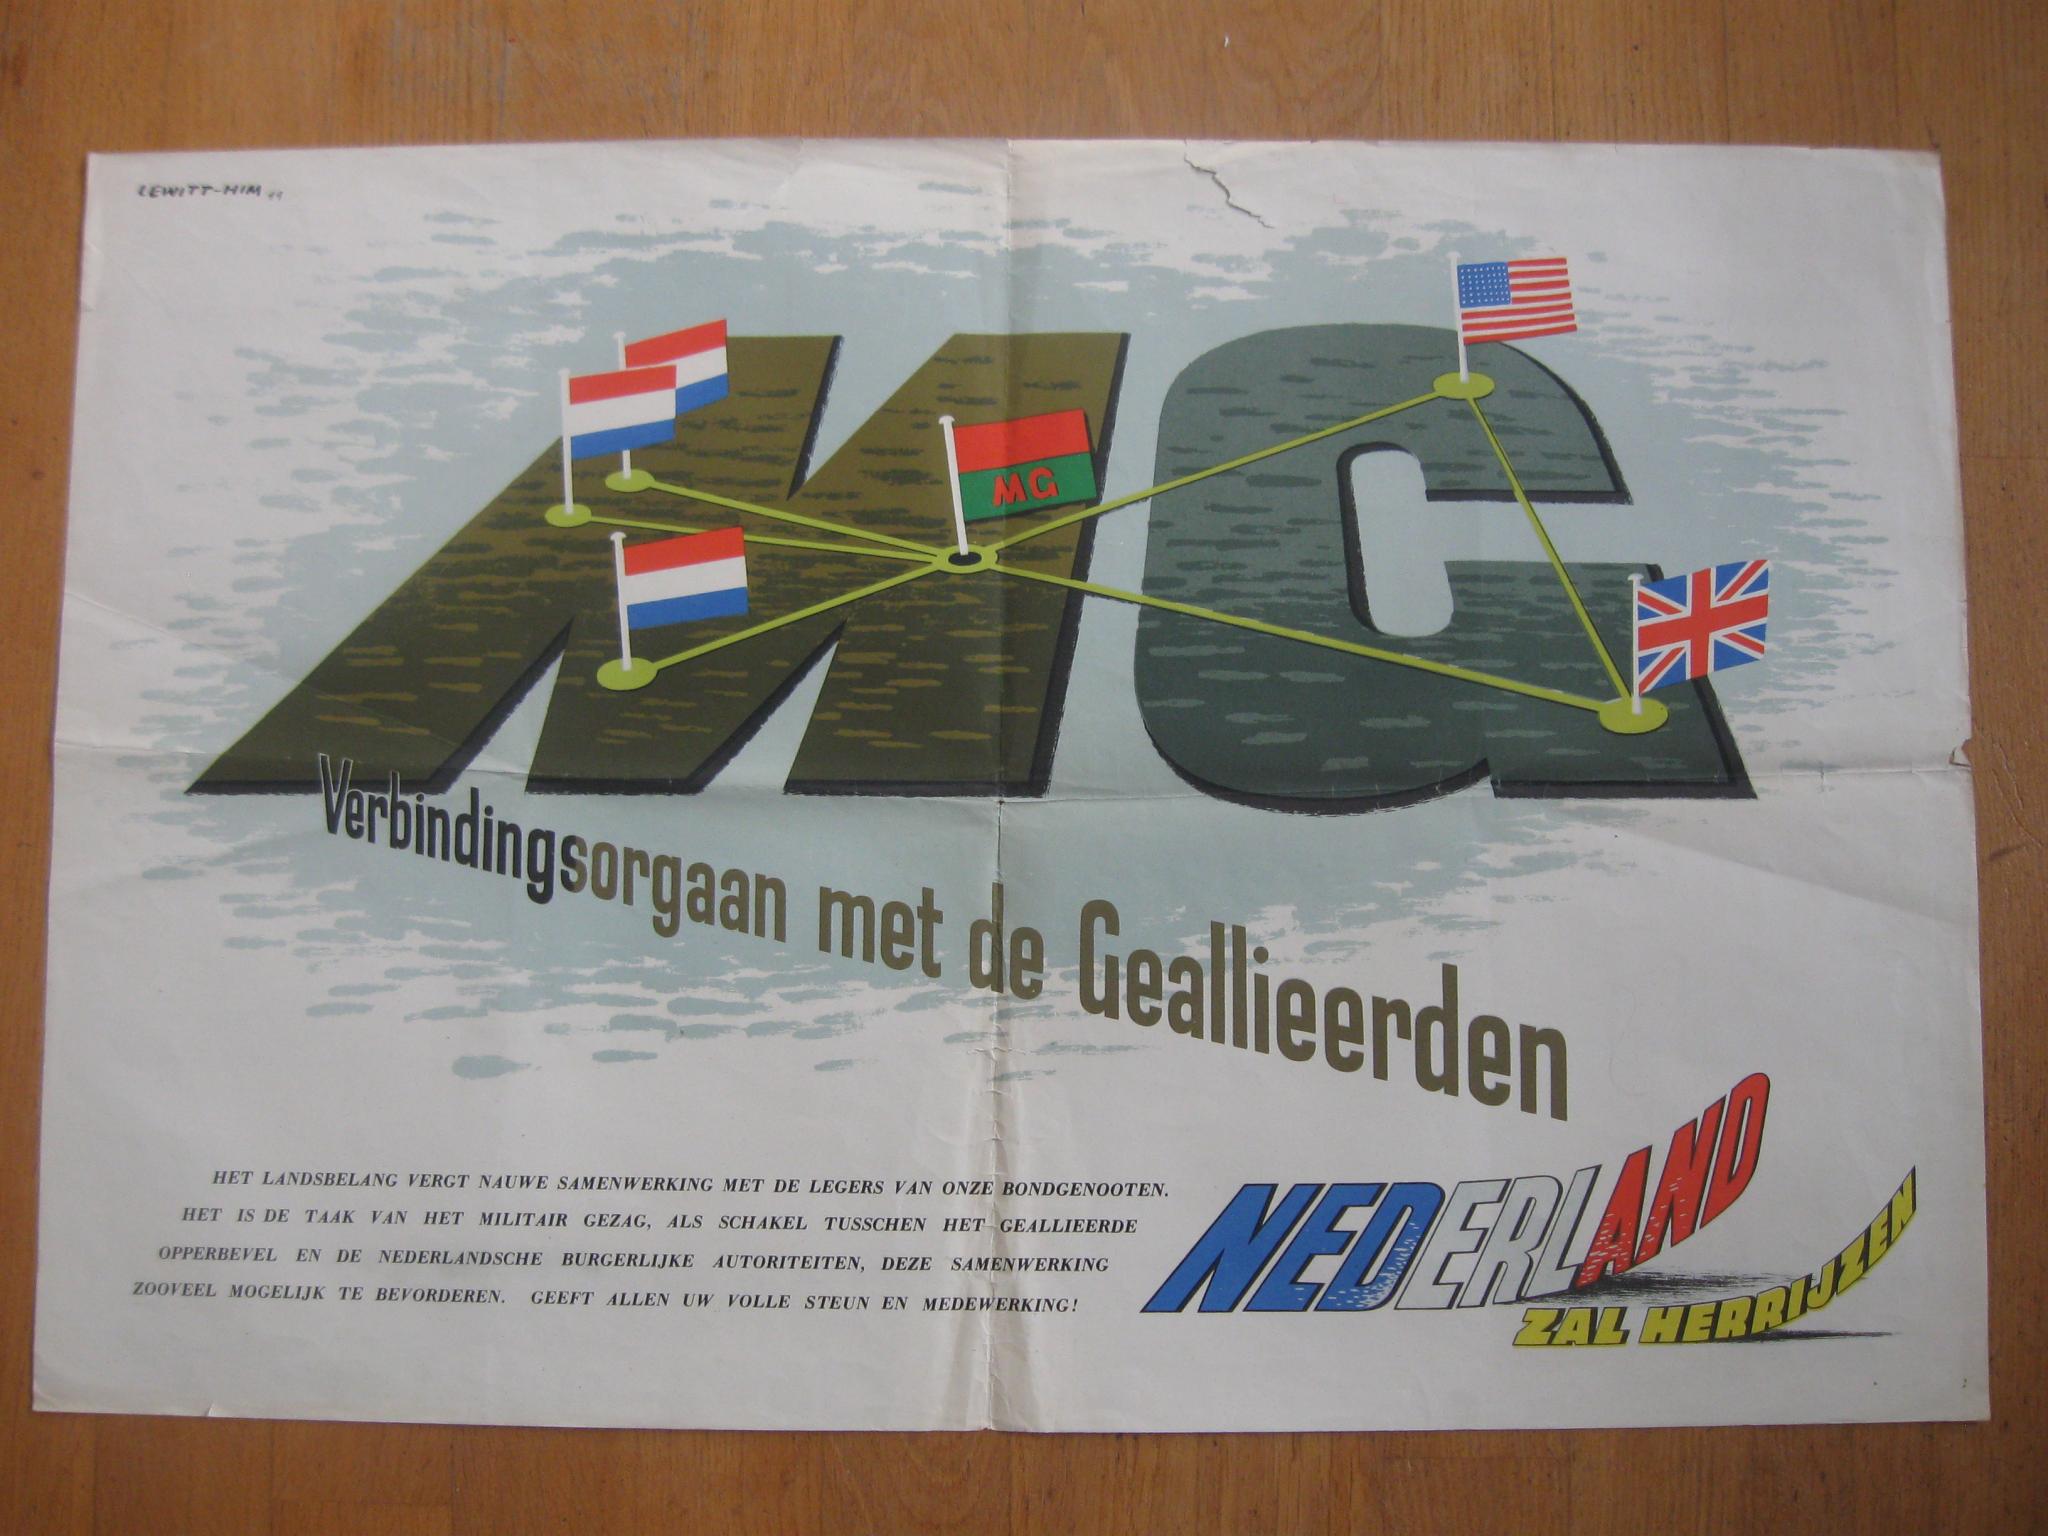 LEWITT-HIM 44
MG
MG
Verbindingsorgaan met de Geallieerden
HET LANDSBELANG VERGT NAUWE SAMENWERKING MET DE LEGERS VAN ONZE BONDGENOOTEN.
HET IS DE TAAK VAN HET MILITAIR GEZAG, ALS SCHAKEL TUSSCHEN HET GEALLIEERDE
OPPERBEVEL EN DE NEDERLANDSCHE BURGERLIJKE AUTORITEITEN, DEZE SAMENWERKING
ZOOVEEL MOGELIJK TE BEVORDEREN. GEEFT ALLEN UW VOLLE STEUN EN MEDEWERKING!
NEDERLAND
ZAL HERRIJZEN